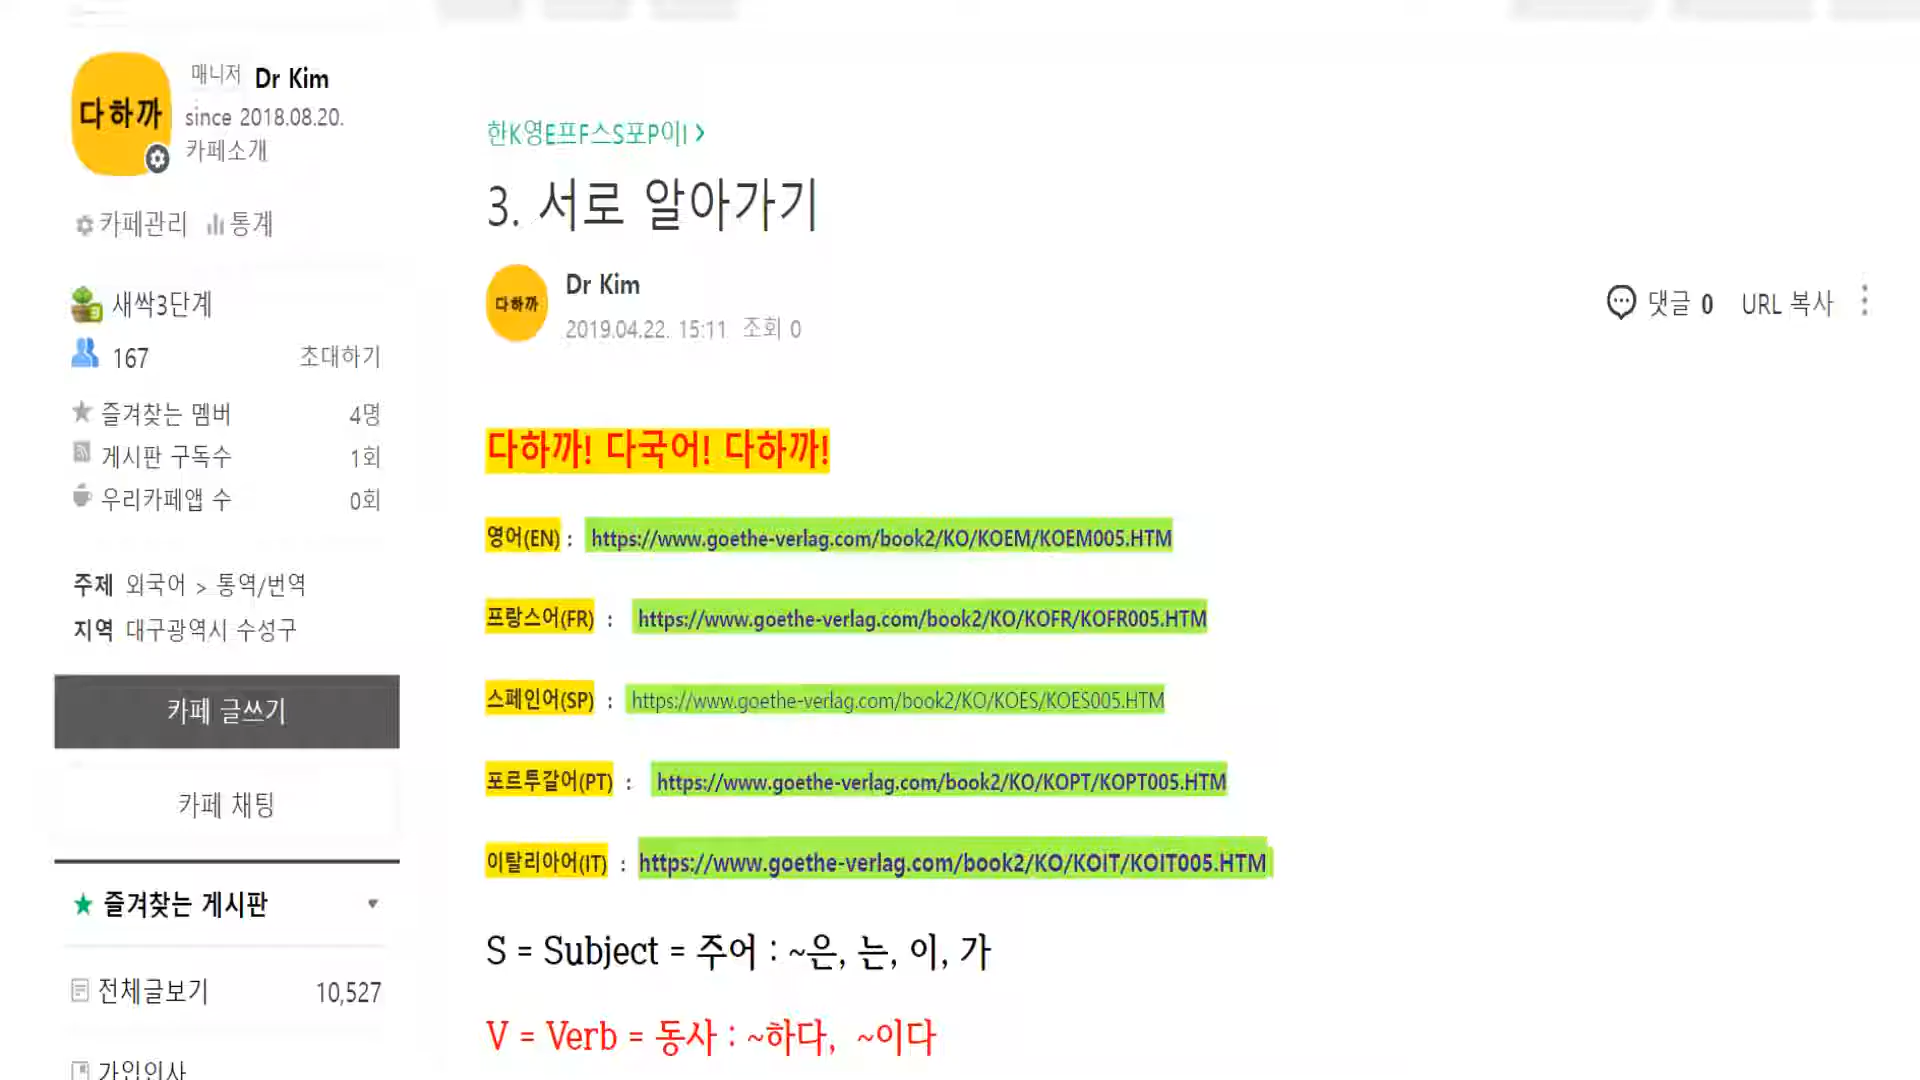 다하까
매니저 Dr Kim
since 2018.08.20.
카페소개
카페관리 통계
새싹3단계
167 초대하기
즐겨찾는 멤버 4명
게시판 구독수 1회
우리카페앱 수 0회
주제 외국어 > 통역/번역
지역 대구광역시 수성구
카페 글쓰기
카페 채팅
즐겨찾는 게시판
전체글보기 10,527
가입인사
한K영E프F스S포P이I
3. 서로 알아가기
다하까
Dr Kim
2019.04.22. 15:11 조회 0
댓글 0 URL 복사
다하까! 다국어! 다하까!
영어(EN) : https://www.goethe-verlag.com/book2/KO/KOEM/KOEM005.HTM
프랑스어(FR) : https://www.goethe-verlag.com/book2/KO/KOFR/KOFR005.HTM
스페인어(SP) : https://www.goethe-verlag.com/book2/KO/KOES/KOES005.HTM
포르투갈어(PT) : https://www.goethe-verlag.com/book2/KO/KOPT/KOPT005.HTM
이탈리아어(IT) : https://www.goethe-verlag.com/book2/KO/KOIT/KOIT005.HTM
S = Subject = 주어 : ~은, 는, 이, 가
V = Verb = 동사 : ~하다, ~이다